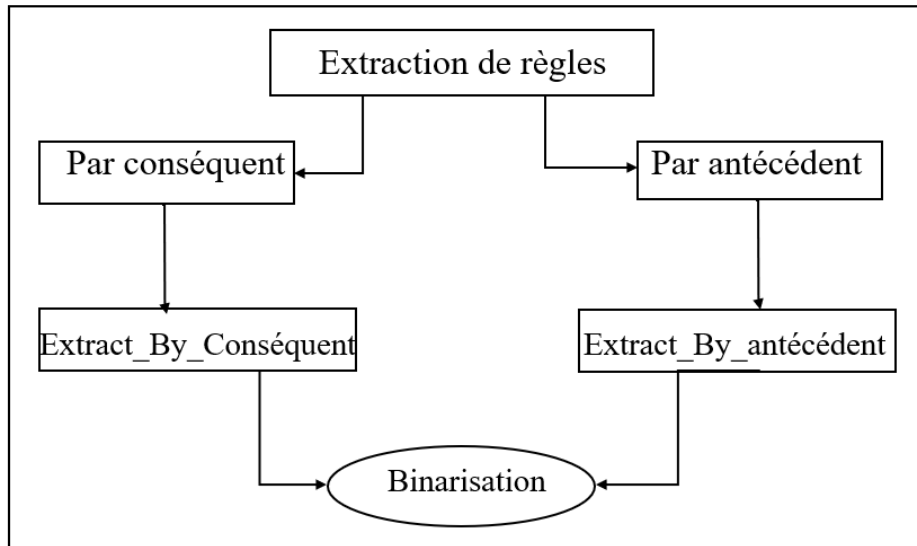 Extraction de règles
Par conséquent
Par antécédent
Extract_By_Conséquent
Extract_By_antécédent
Binarisation